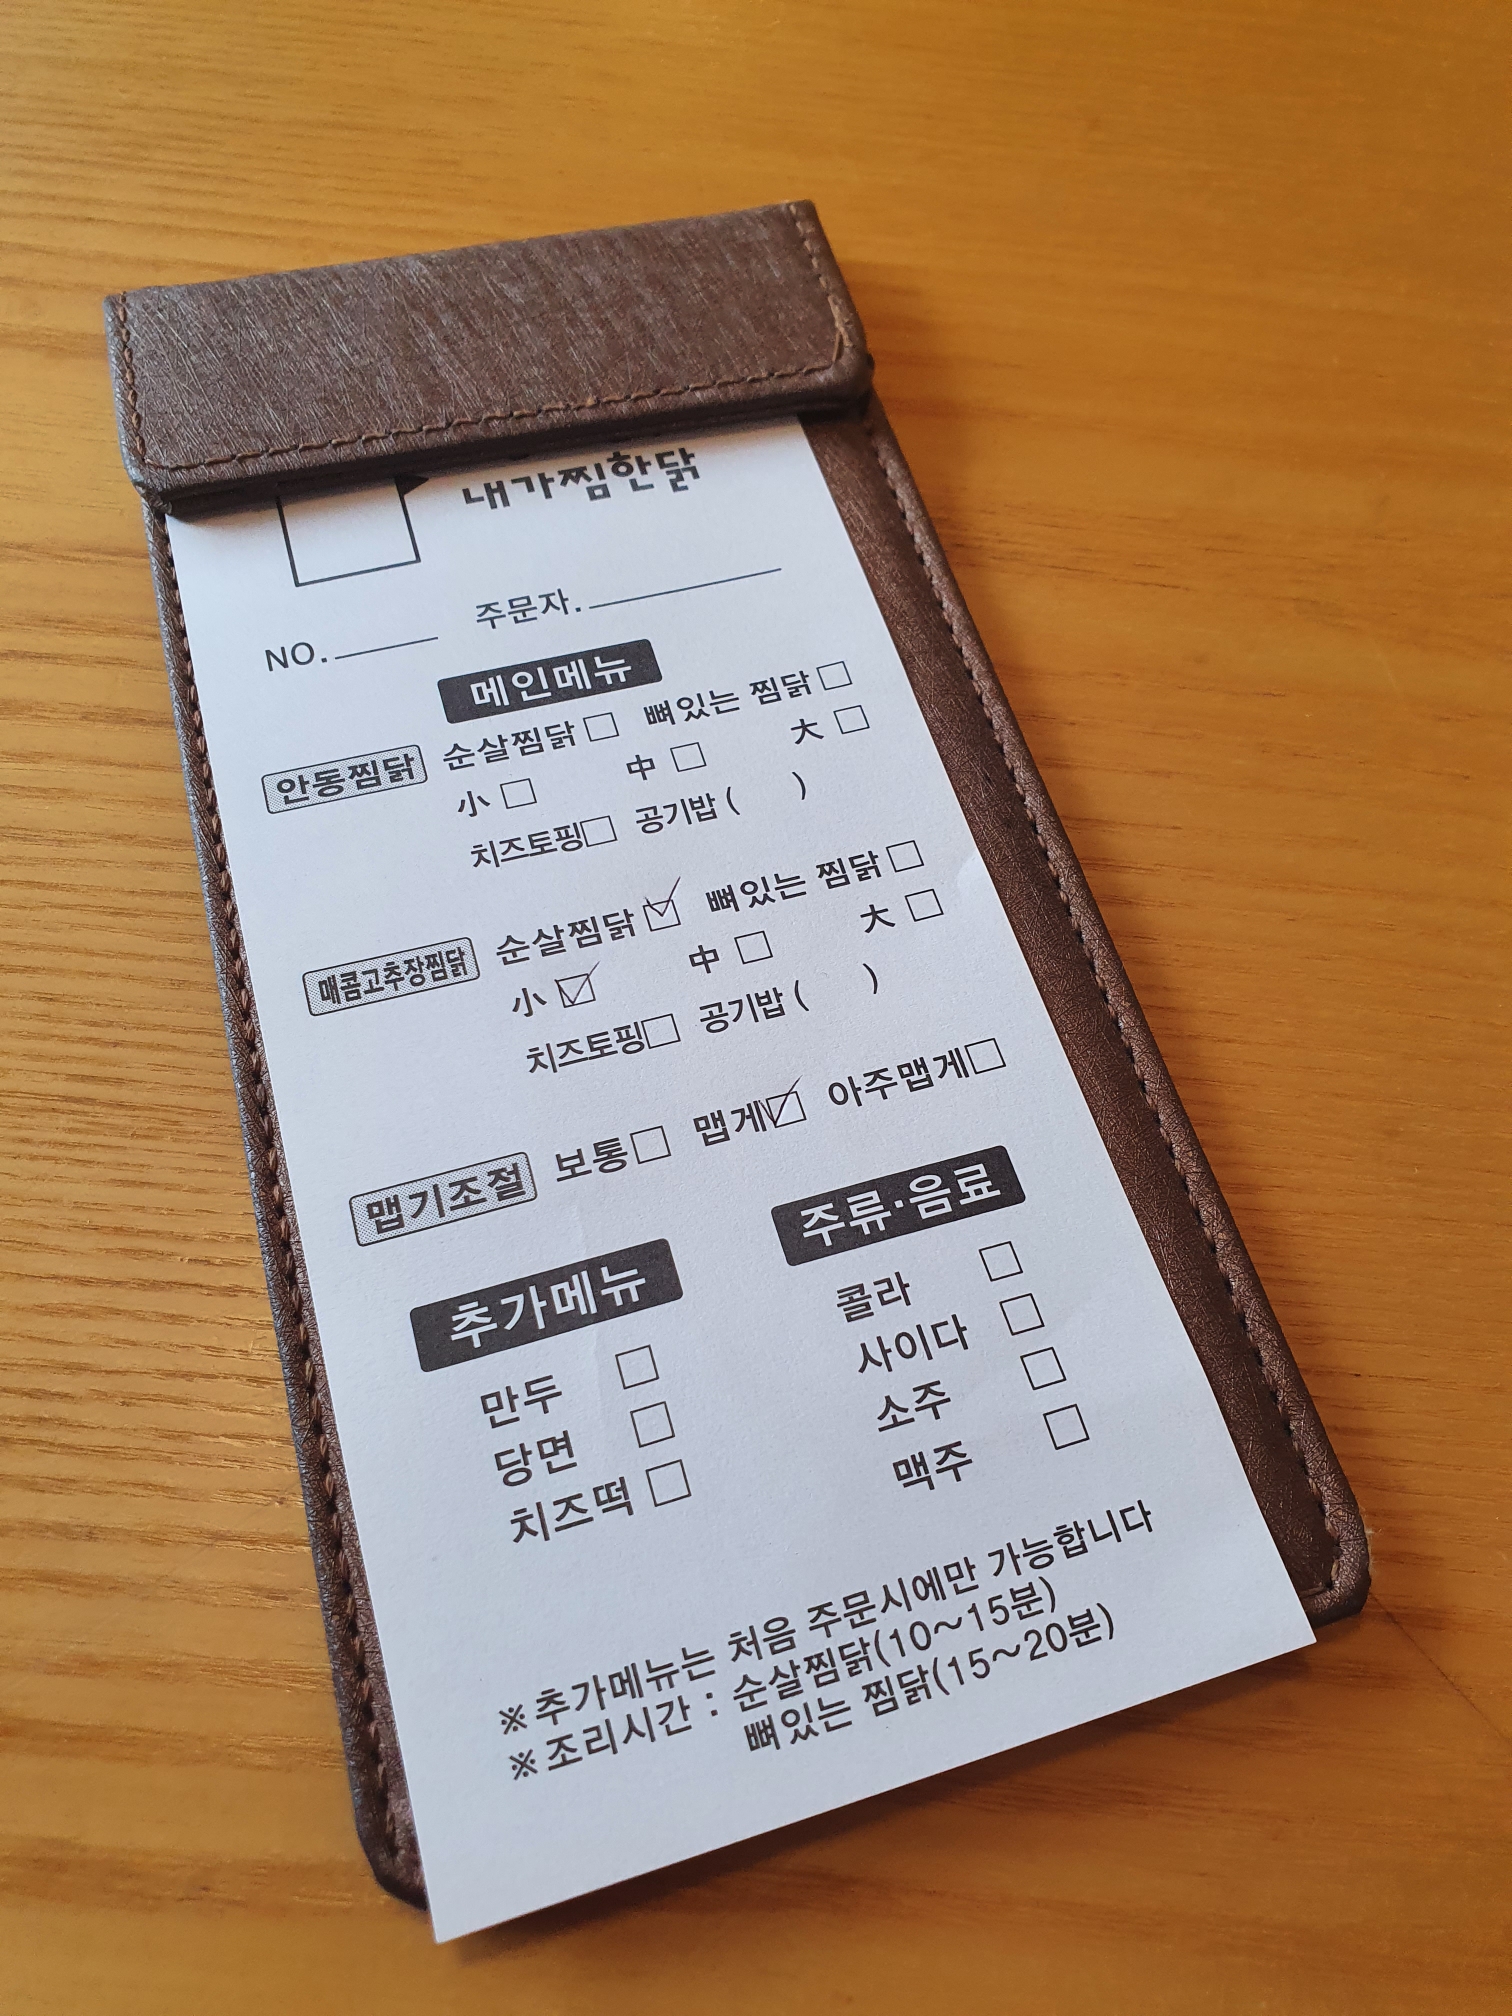 내가찜한닭
NO. 주문자.
메인메뉴
안동찜닭 순살찜닭 □ 뼈있는 찜닭 □
小 □ 中 □ 大 □
치즈토핑□ 공기밥 ( )
매콤고추장찜닭 순살찜닭 ☑ 뼈있는 찜닭 □
小 ☑ 中 □ 大 □
치즈토핑□ 공기밥 ( )
맵기조절 보통□ 맵게☑ 아주맵게□
추가메뉴
만두 □
당면 □
치즈떡 □
주류·음료
콜라 □
사이다 □
소주 □
맥주 □
※추가메뉴는 처음 주문시에만 가능합니다
※조리시간 : 순살찜닭(10~15분)
뼈있는 찜닭(15~20분)